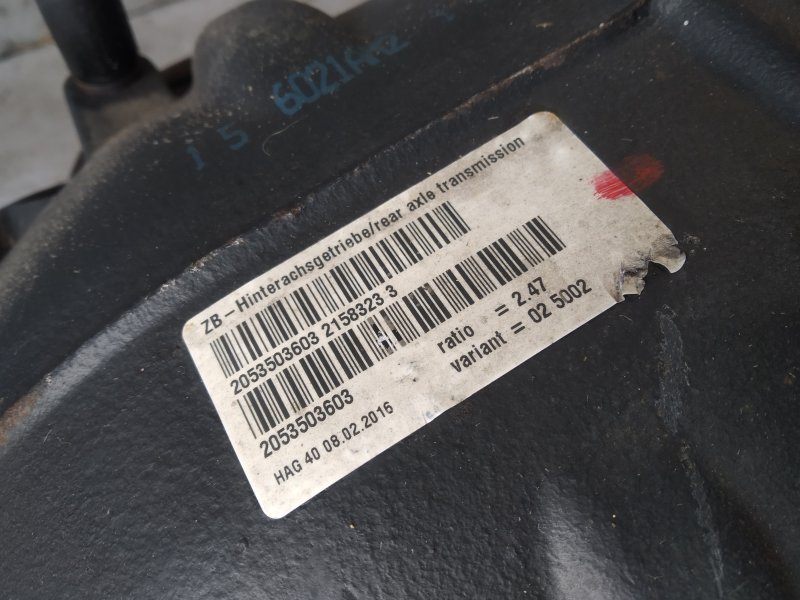 ZB-Hinterachsgetriebe/rear axle transmission
2053503603 2158323 3
2053503603
ratio = 2.47
variant = 02 5002
HAG 40 08.02.2016